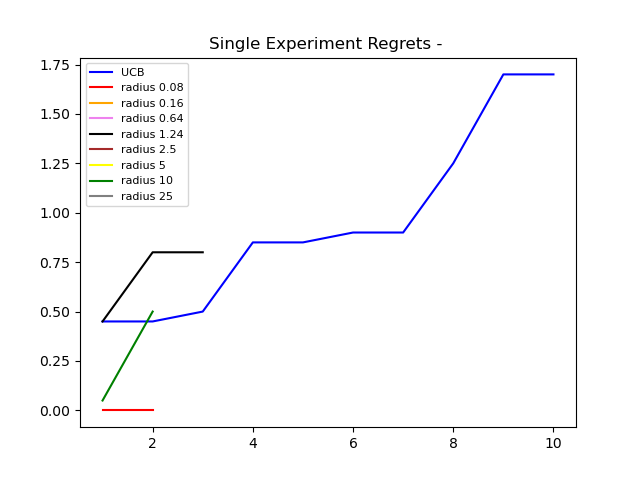 Single Experiment Regrets -
1.75
1.50
1.25
1.00
0.75
0.50
0.25
0.00
UCB
radius 0.08
radius 0.16
radius 0.64
radius 1.24
radius 2.5
radius 5
radius 10
radius 25
2 4 6 8 10